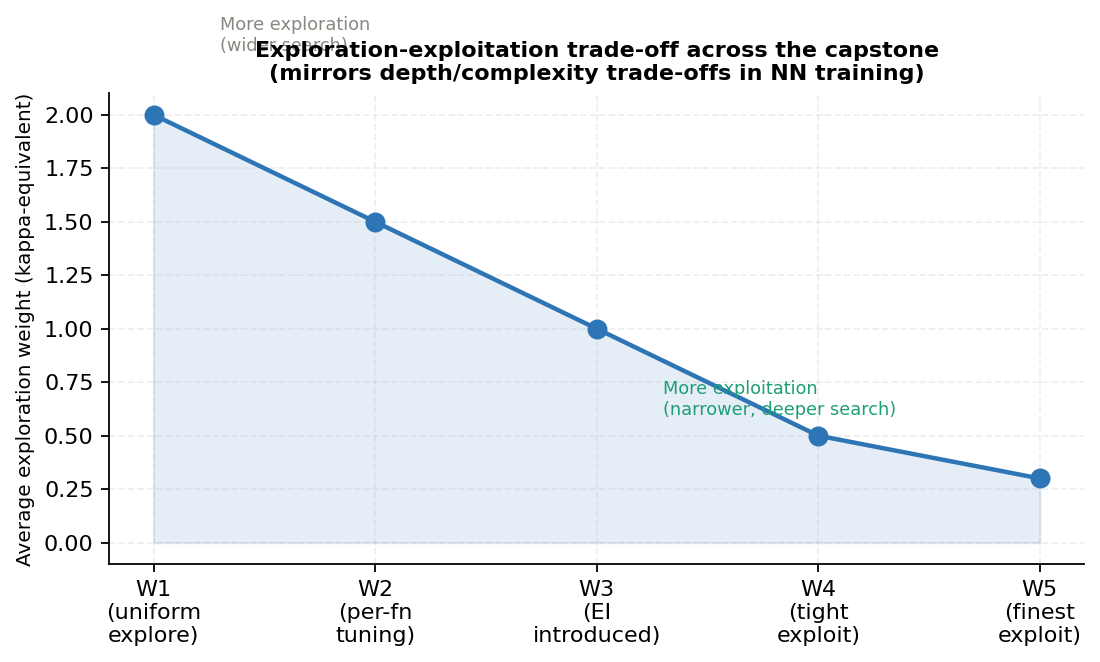 More exploration
(wider search)
Exploration-exploitation trade-off across the capstone
(mirrors depth/complexity trade-offs in NN training)
Average exploration weight (kappa-equivalent)
2.00
1.75
1.50
1.25
1.00
0.75
0.50
0.25
0.00
More exploitation
(narrower, deeper search)
W1
(uniform
explore)
W2
(per-fn
tuning)
W3
(EI
introduced)
W4
(tight
exploit)
W5
(finest
exploit)